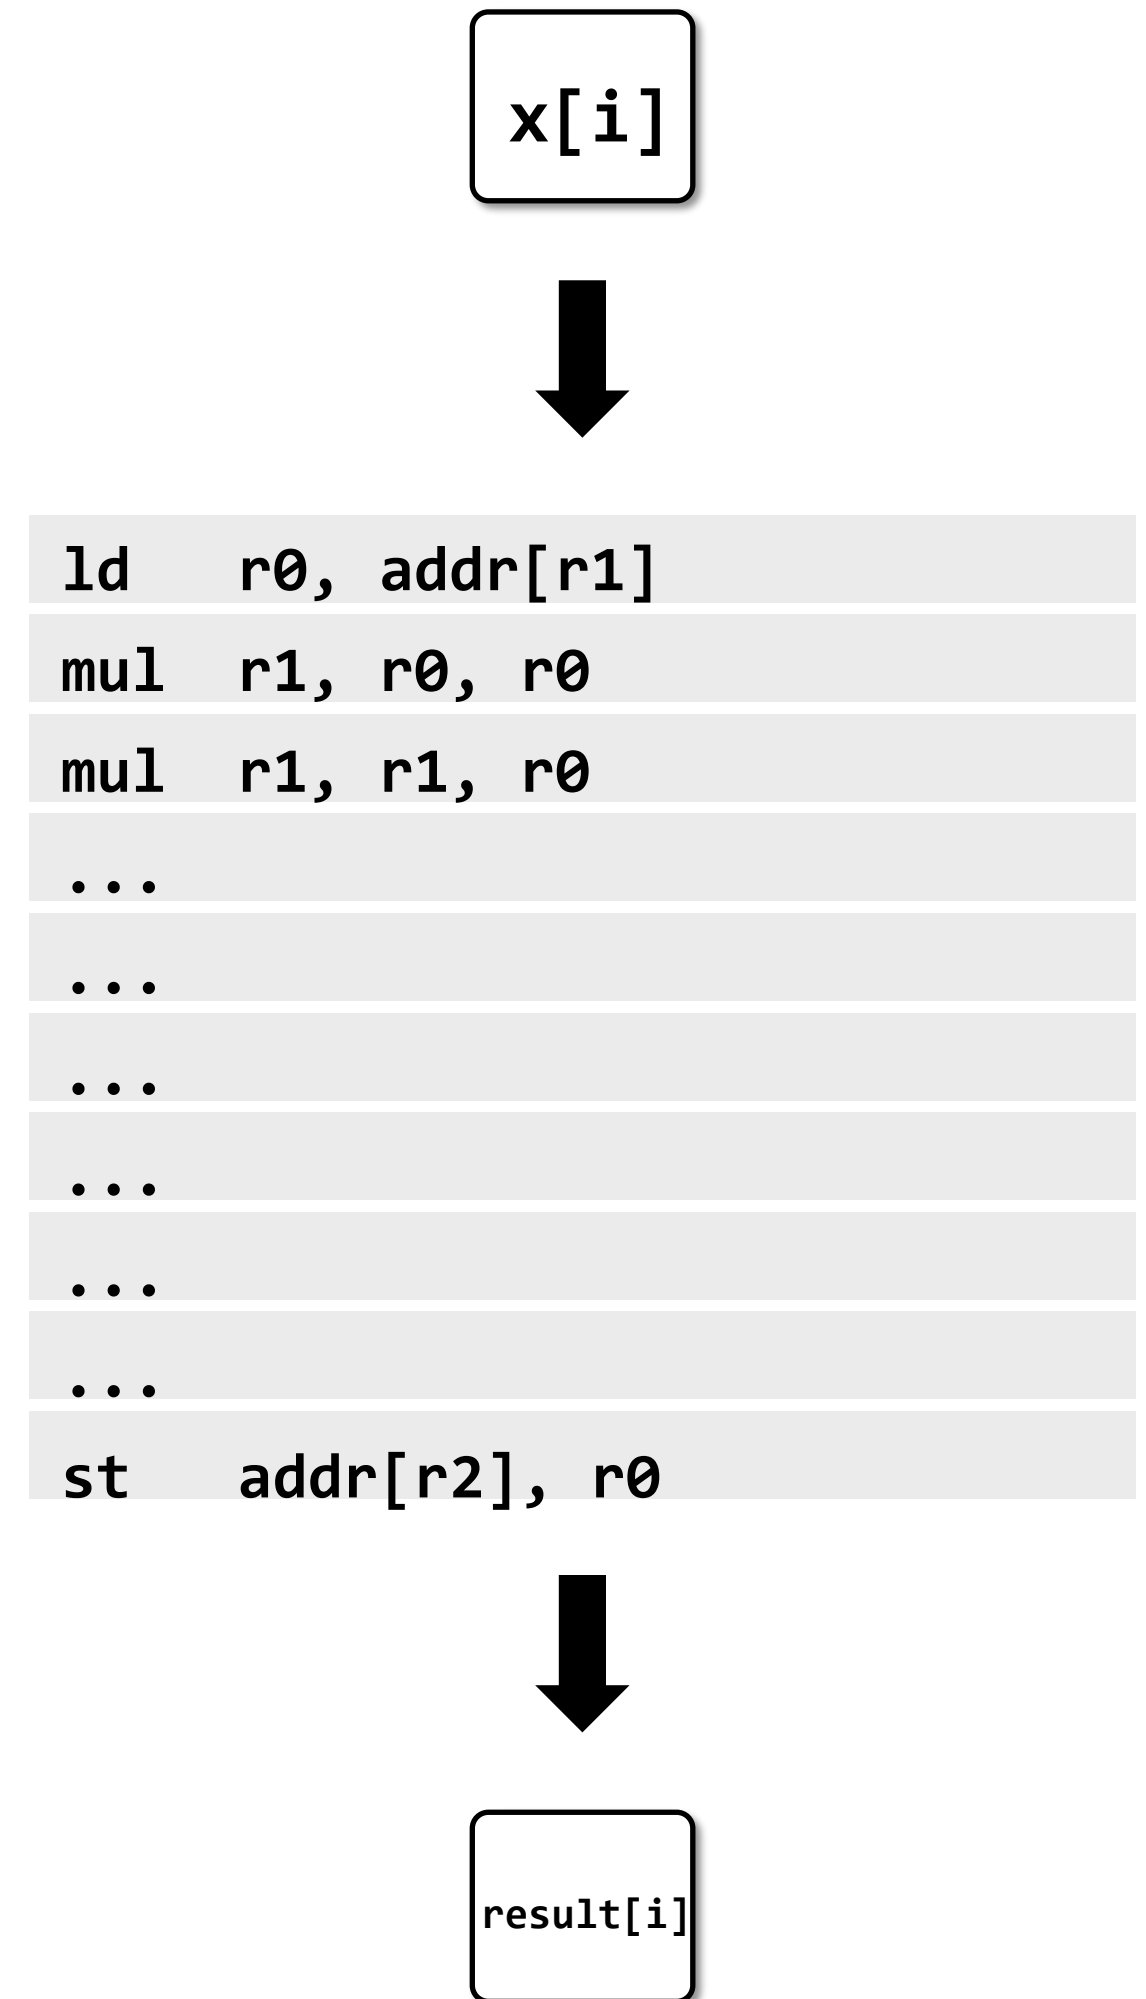 x[i]
ld   r0, addr[r1]
mul  r1, r0, r0
mul  r1, r1, r0
...
...
...
...
...
...
st   addr[r2], r0
result[i]